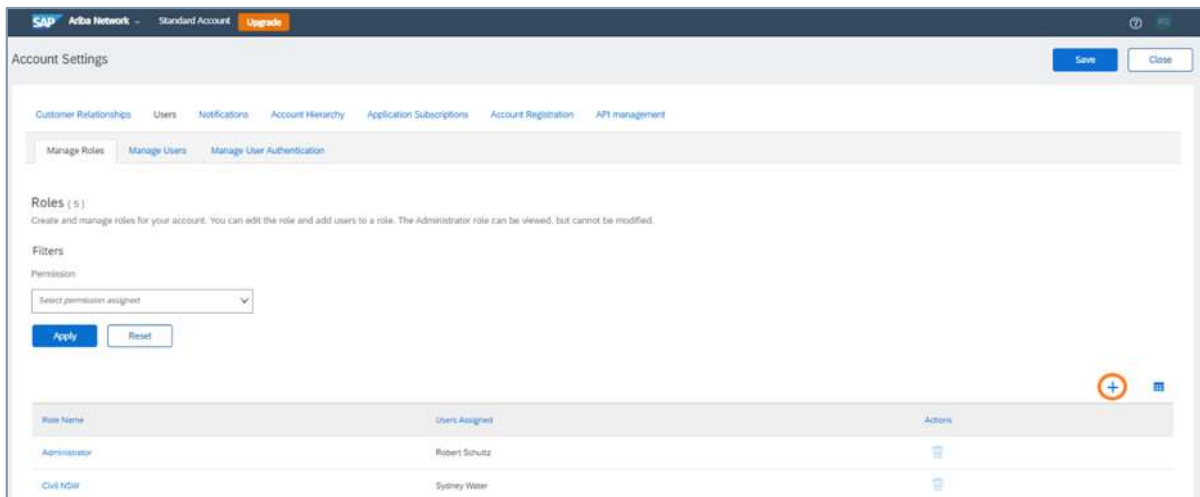 SAP Ariba Network Standard Account Upgrade
Account Settings Save Close
Customer Relationships Users Notifications Account Hierarchy Application Subscriptions Account Registration API management
Manage Roles Manage Users Manage User Authentication
Roles (5)
Create and manage roles for your account. You can edit the role and add users to a role. The Administrator role can be viewed, but cannot be modified.
Filters
Permission
Select permission assigned
Apply Reset
Role Name Users Assigned Actions
Administrator Robert Schultz
Civil NSW Sydney Water